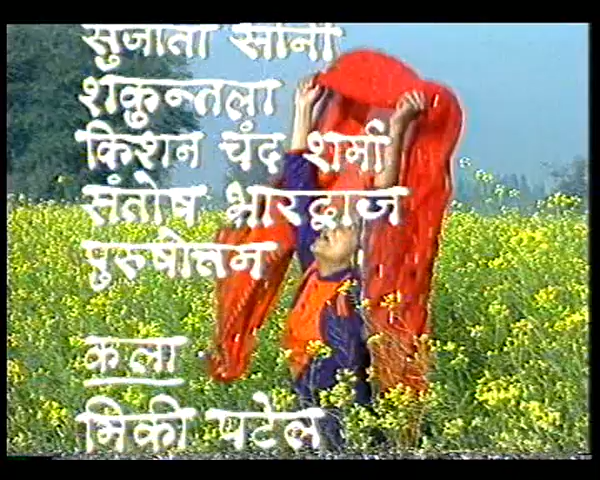 सुजाता सोनी
शकुन्तला
किशन चंद शर्मा
संतोष भारद्वाज
पुरुषोत्तम
कला
मिकी पटेल